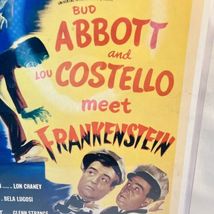 BUD
ABBOTT
and
LOU COSTELLO
meet
FRANKENSTEIN
LON CHANEY
BELA LUGOSI
GLENN STRANGE